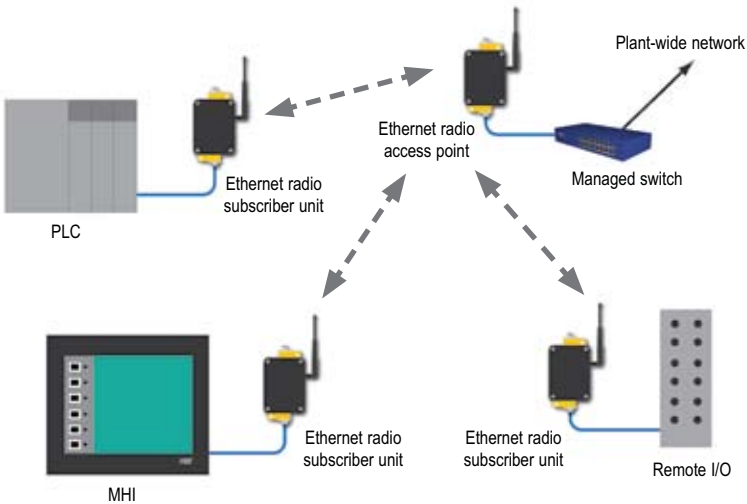 Plant-wide network
Ethernet radio
access point
Managed switch
Ethernet radio
subscriber unit
PLC
Ethernet radio
subscriber unit
MHI
Ethernet radio
subscriber unit
Remote I/O